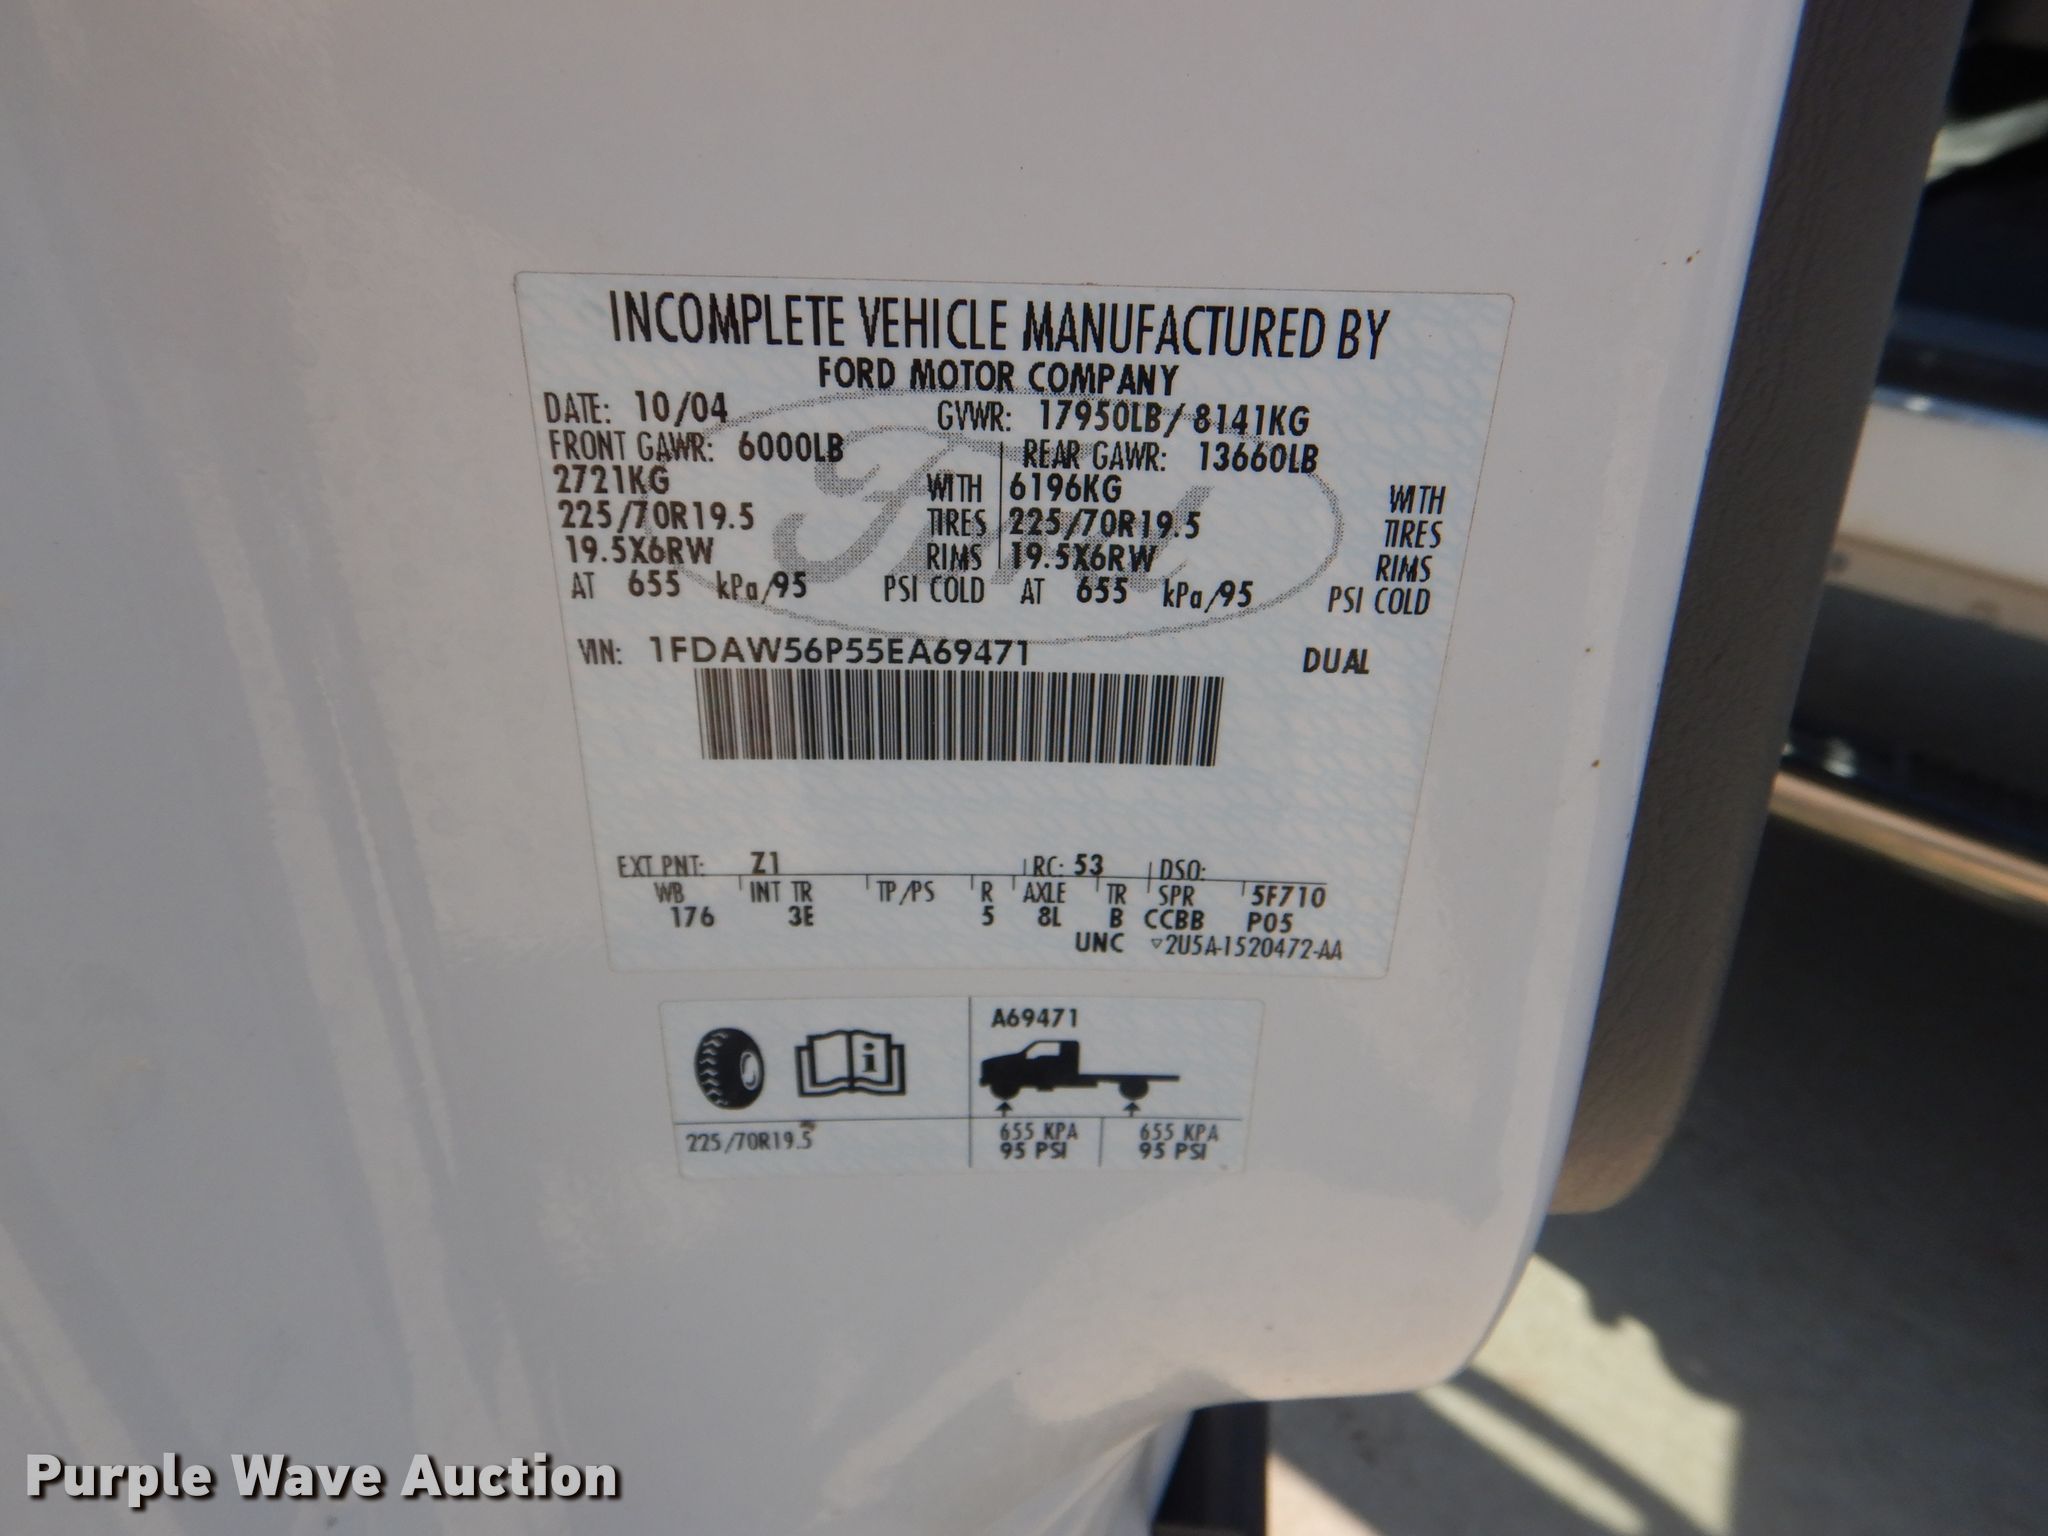 INCOMPLETE VEHICLE MANUFACTURED BY
FORD MOTOR COMPANY
DATE: 10/04 GVWR: 17950LB/ 8141KG
FRONT GAWR: 6000LB REAR GAWR: 13660LB
2721KG WITH 6196KG WITH
225/70R19.5 TIRES 225/70R19.5 TIRES
19.5X6RW RIMS 19.5X6RW RIMS
AT 655 kPa/95 PSI COLD AT 655 kPa/95 PSI COLD
VIN: 1FDAW56P55EA69471 DUAL
EXT PNT: Z1 RC: 53 DSO:
WB INT TR TP/PS R AXLE TR SPR 5F710
176 3E 5 8L B CCBB P05
UNC ▽2U5A-1520472-AA
A69471
225/70R19.5 655 KPA 655 KPA
95 PSI 95 PSI
Purple Wave Auction